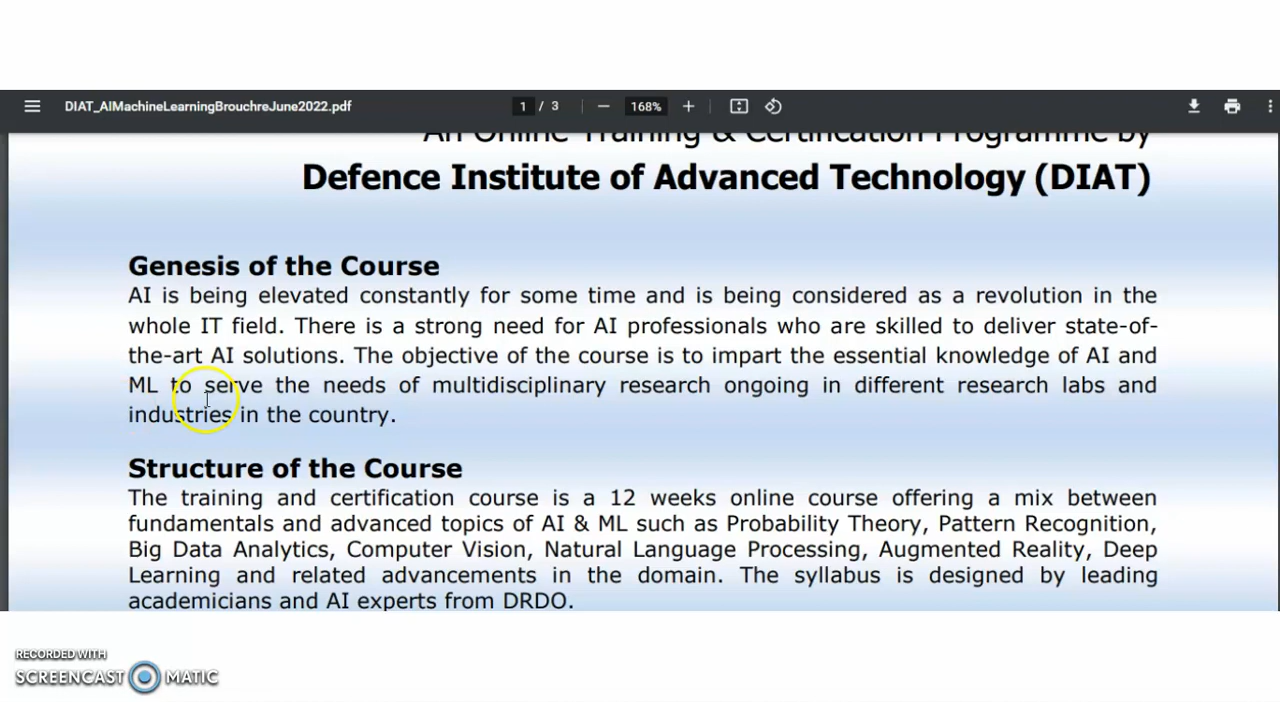 DIAT_AIMachineLearningBrouchreJune2022.pdf 1 / 3 168%
An Online Training & Certification Programme by
Defence Institute of Advanced Technology (DIAT)
Genesis of the Course
AI is being elevated constantly for some time and is being considered as a revolution in the
whole IT field. There is a strong need for AI professionals who are skilled to deliver state-of-
the-art AI solutions. The objective of the course is to impart the essential knowledge of AI and
ML to serve the needs of multidisciplinary research ongoing in different research labs and
industries in the country.
Structure of the Course
The training and certification course is a 12 weeks online course offering a mix between
fundamentals and advanced topics of AI & ML such as Probability Theory, Pattern Recognition,
Big Data Analytics, Computer Vision, Natural Language Processing, Augmented Reality, Deep
Learning and related advancements in the domain. The syllabus is designed by leading
academicians and AI experts from DRDO.
RECORDED WITH
SCREENCAST MATIC